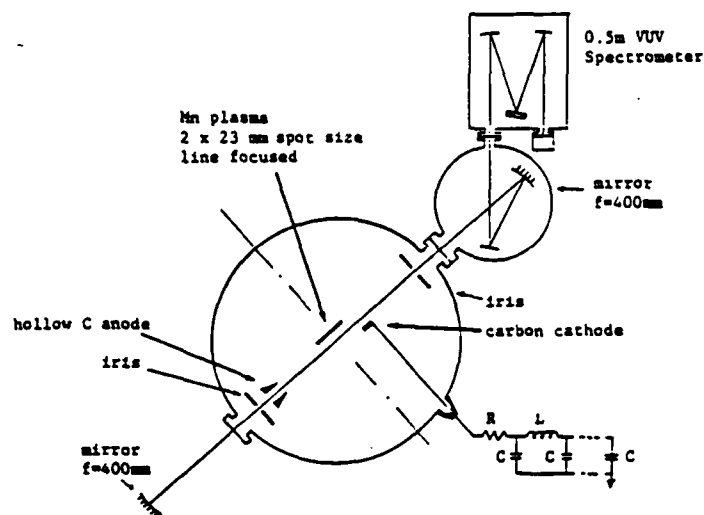 0.5m VUV
Spectrometer
Mn plasma
2 x 23 mm spot size
line focused
mirror
f=400mm
iris
hollow C anode
carbon cathode
iris
R
L
C
C
C
mirror
f=400mm